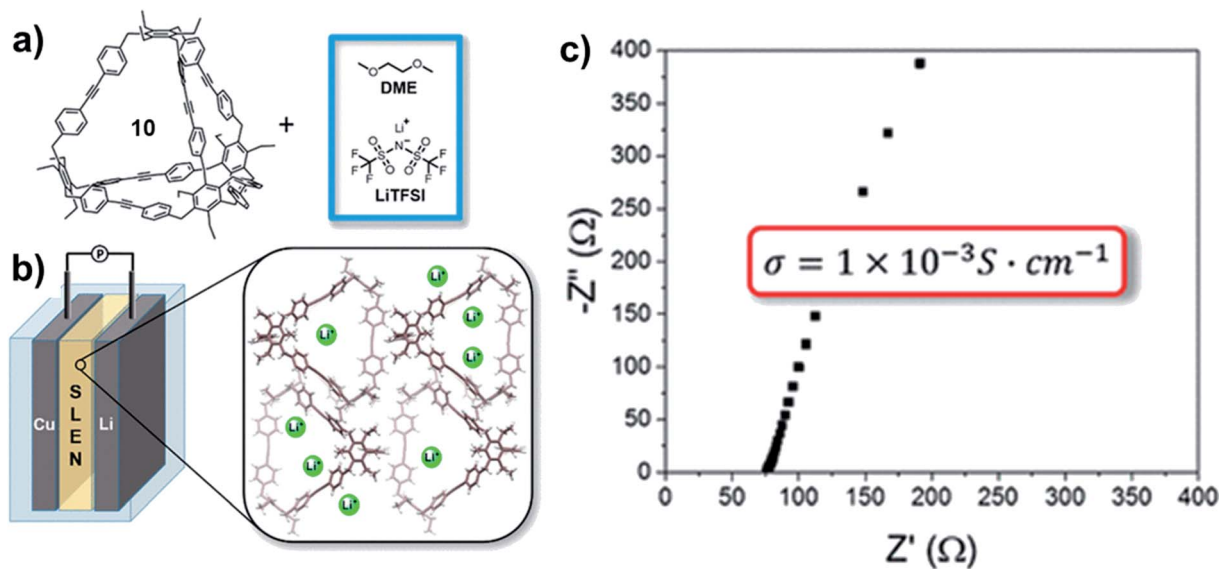 a)
10
+
DME
Li+
F F O O N− O O F F
S S
F F
LiTFSI
b)
P
Cu
SLEN
Li
Li+
Li+
Li+
Li+
Li+
Li+
Li+
Li+
c)
400
350
300
250
200
150
100
50
0
-Z'' (Ω)
σ = 1 × 10⁻³S · cm⁻¹
0 50 100 150 200 250 300 350 400
Z' (Ω)